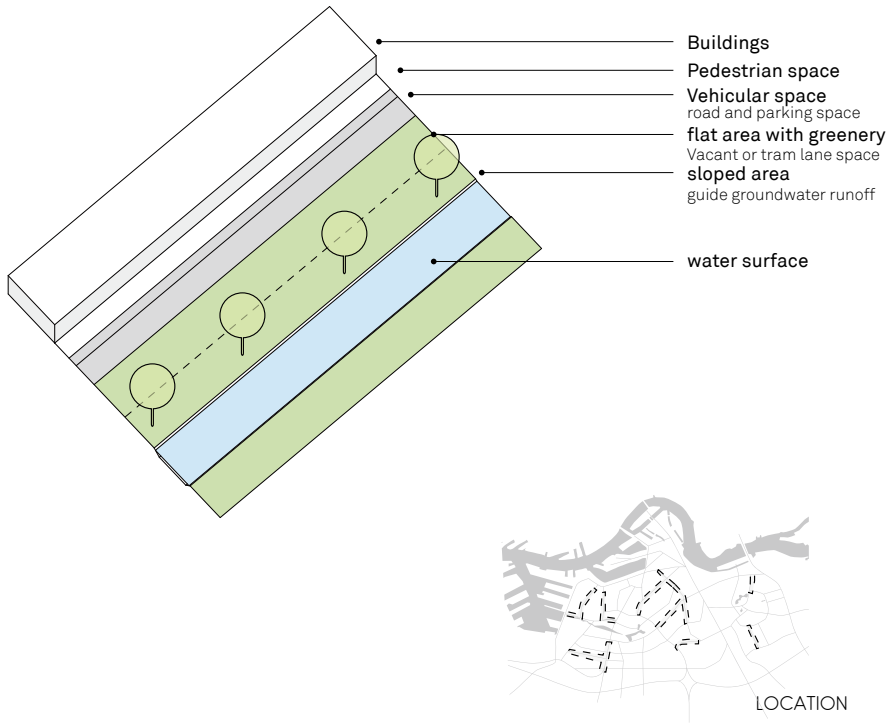 Buildings
Pedestrian space
Vehicular space
road and parking space
flat area with greenery
Vacant or tram lane space
sloped area
guide groundwater runoff
water surface
LOCATION